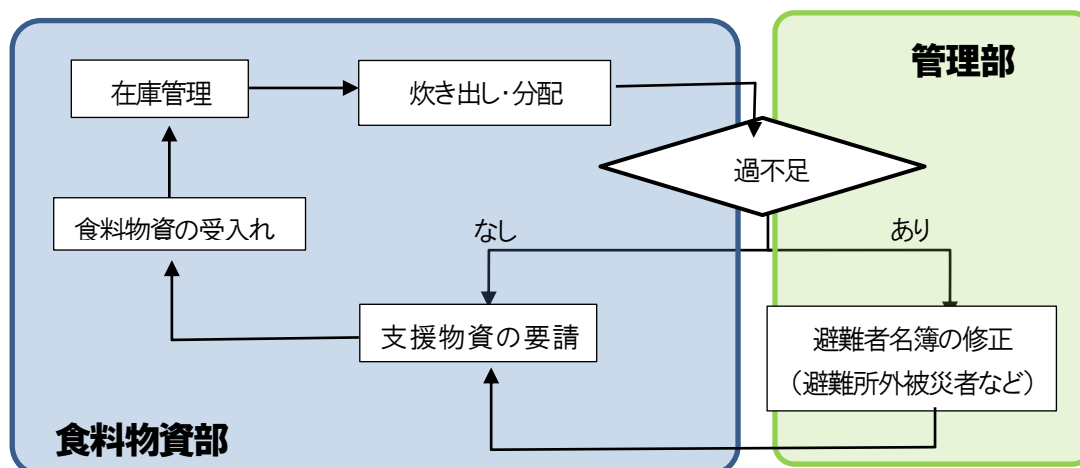 管理部
在庫管理
炊き出し・分配
過不足
食料物資の受入れ
なし
あり
支援物資の要請
避難者名簿の修正
（避難所外被災者など）
食料物資部